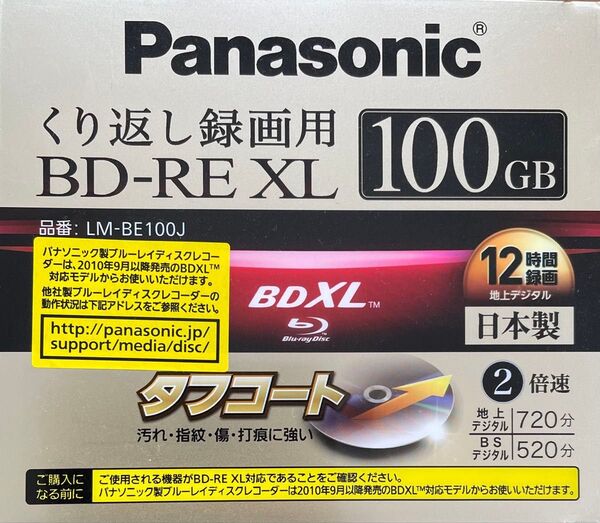 Panasonic®
くり返し録画用
BD-RE XL
100GB
品番: LM-BE100J
パナソニック製ブルーレイディスクレコー
ダーは、2010年9月以降発売のBDXL™
対応モデルからお使いいただけます。
他社製ブルーレイディスクレコーダーの
動作状況は下記アドレスをご参照ください。
http://panasonic.jp/
support/media/disc/
BDXL™
Blu-ray Disc
12時間録画
地上デジタル
日本製
タフコート
汚れ・指紋・傷・打痕に強い
2倍速
地上デジタル 720分
BSデジタル 520分
ご購入になる前に
ご使用される機器がBD-RE XL対応であることをご確認ください。
パナソニック製ブルーレイディスクレコーダーは2010年9月以降発売のBDXL™対応モデルからお使いいただけます。